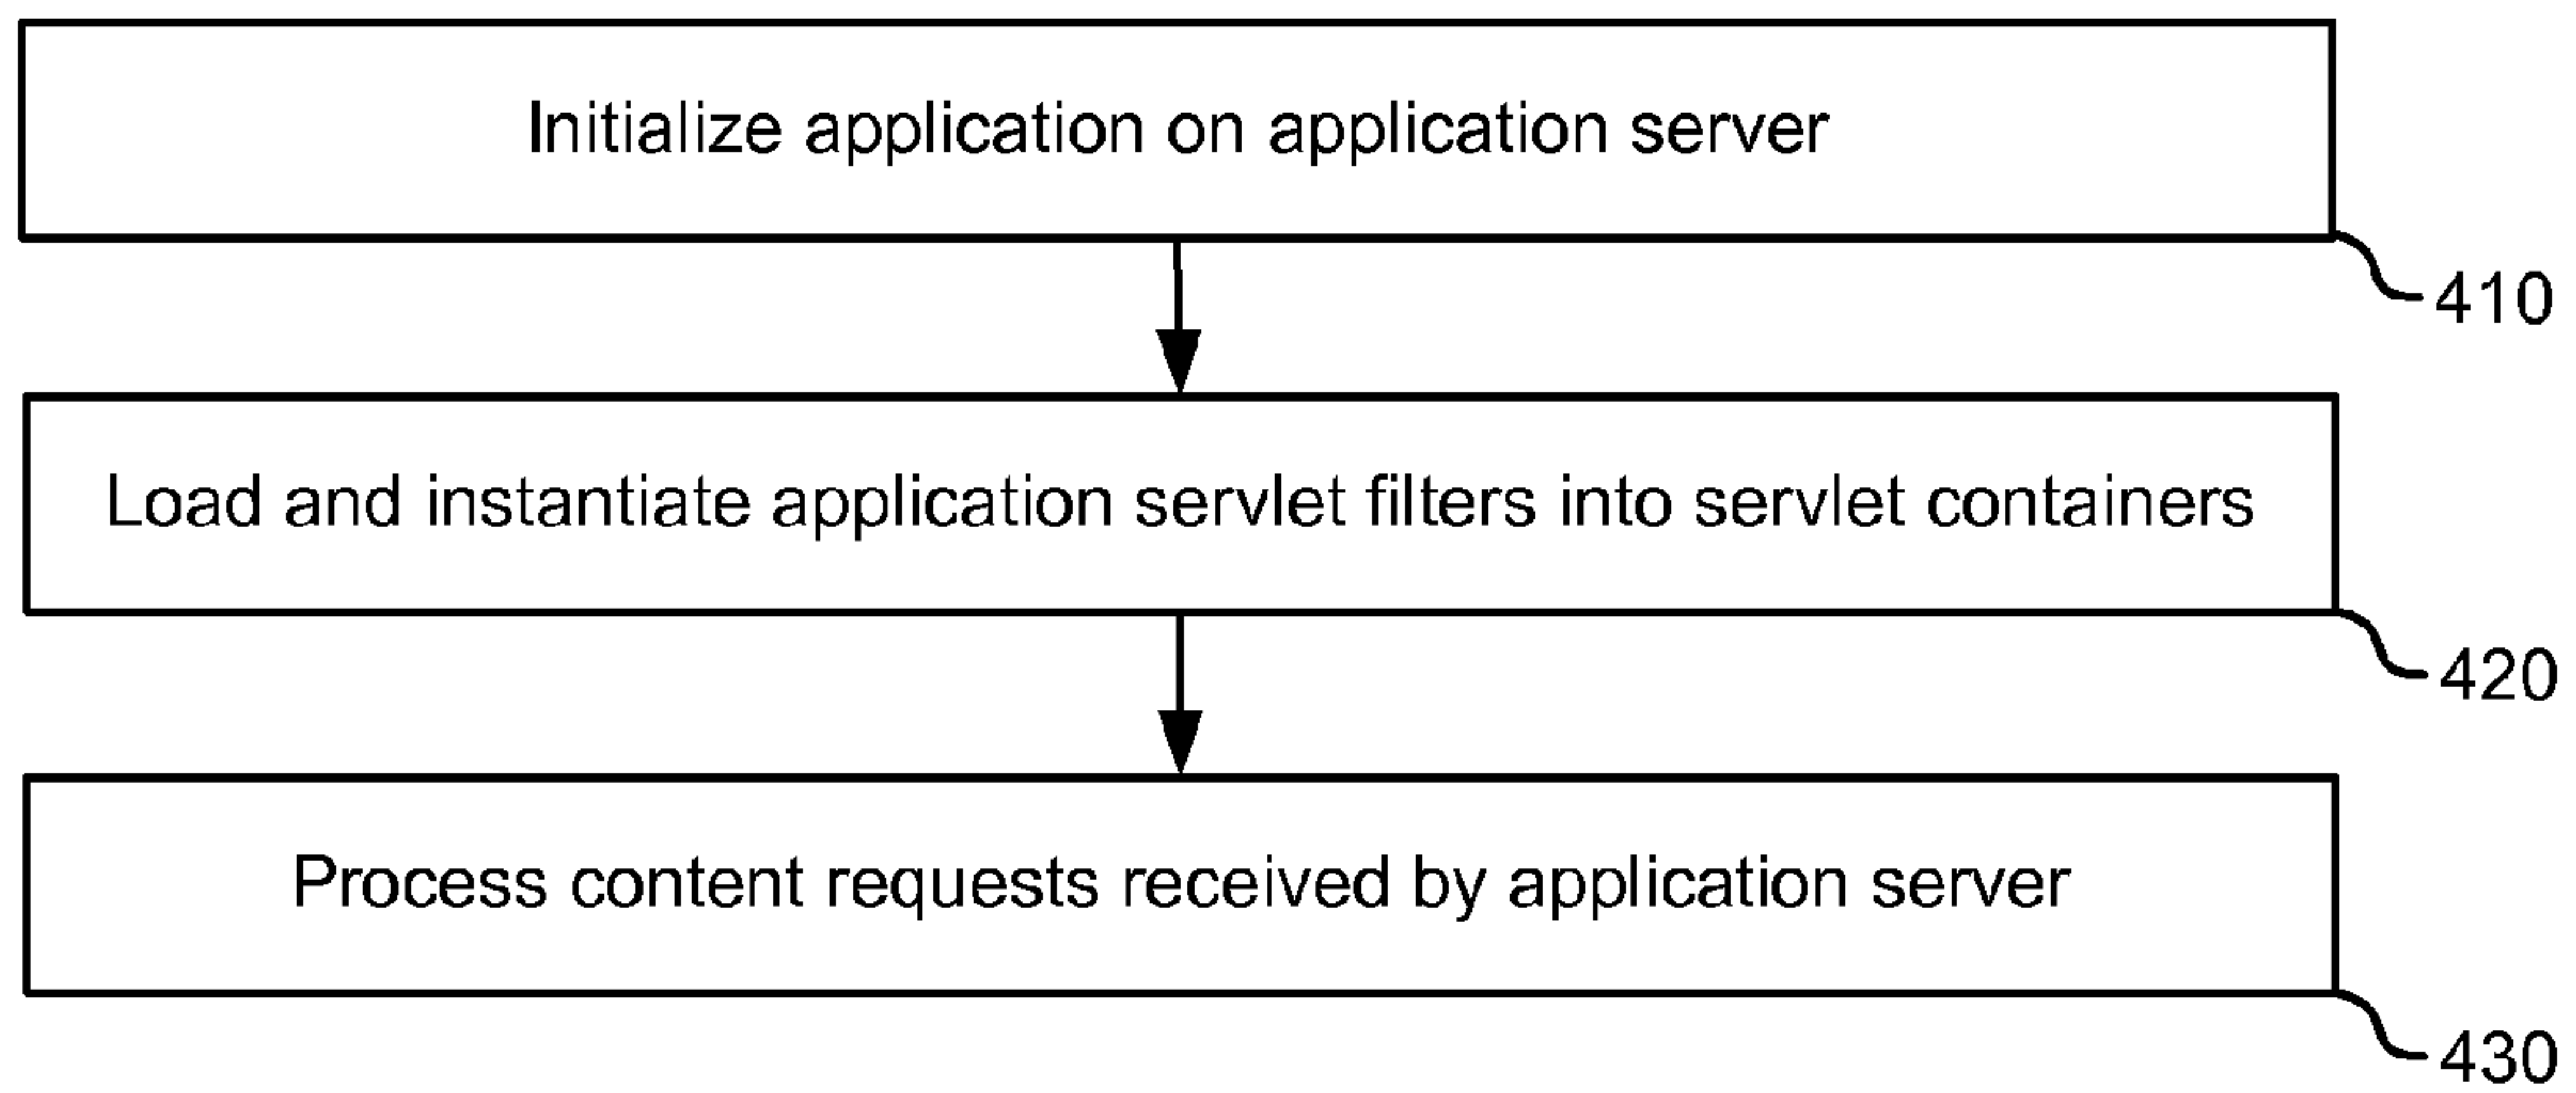 Initialize application on application server
410
Load and instantiate application servlet filters into servlet containers
420
Process content requests received by application server
430